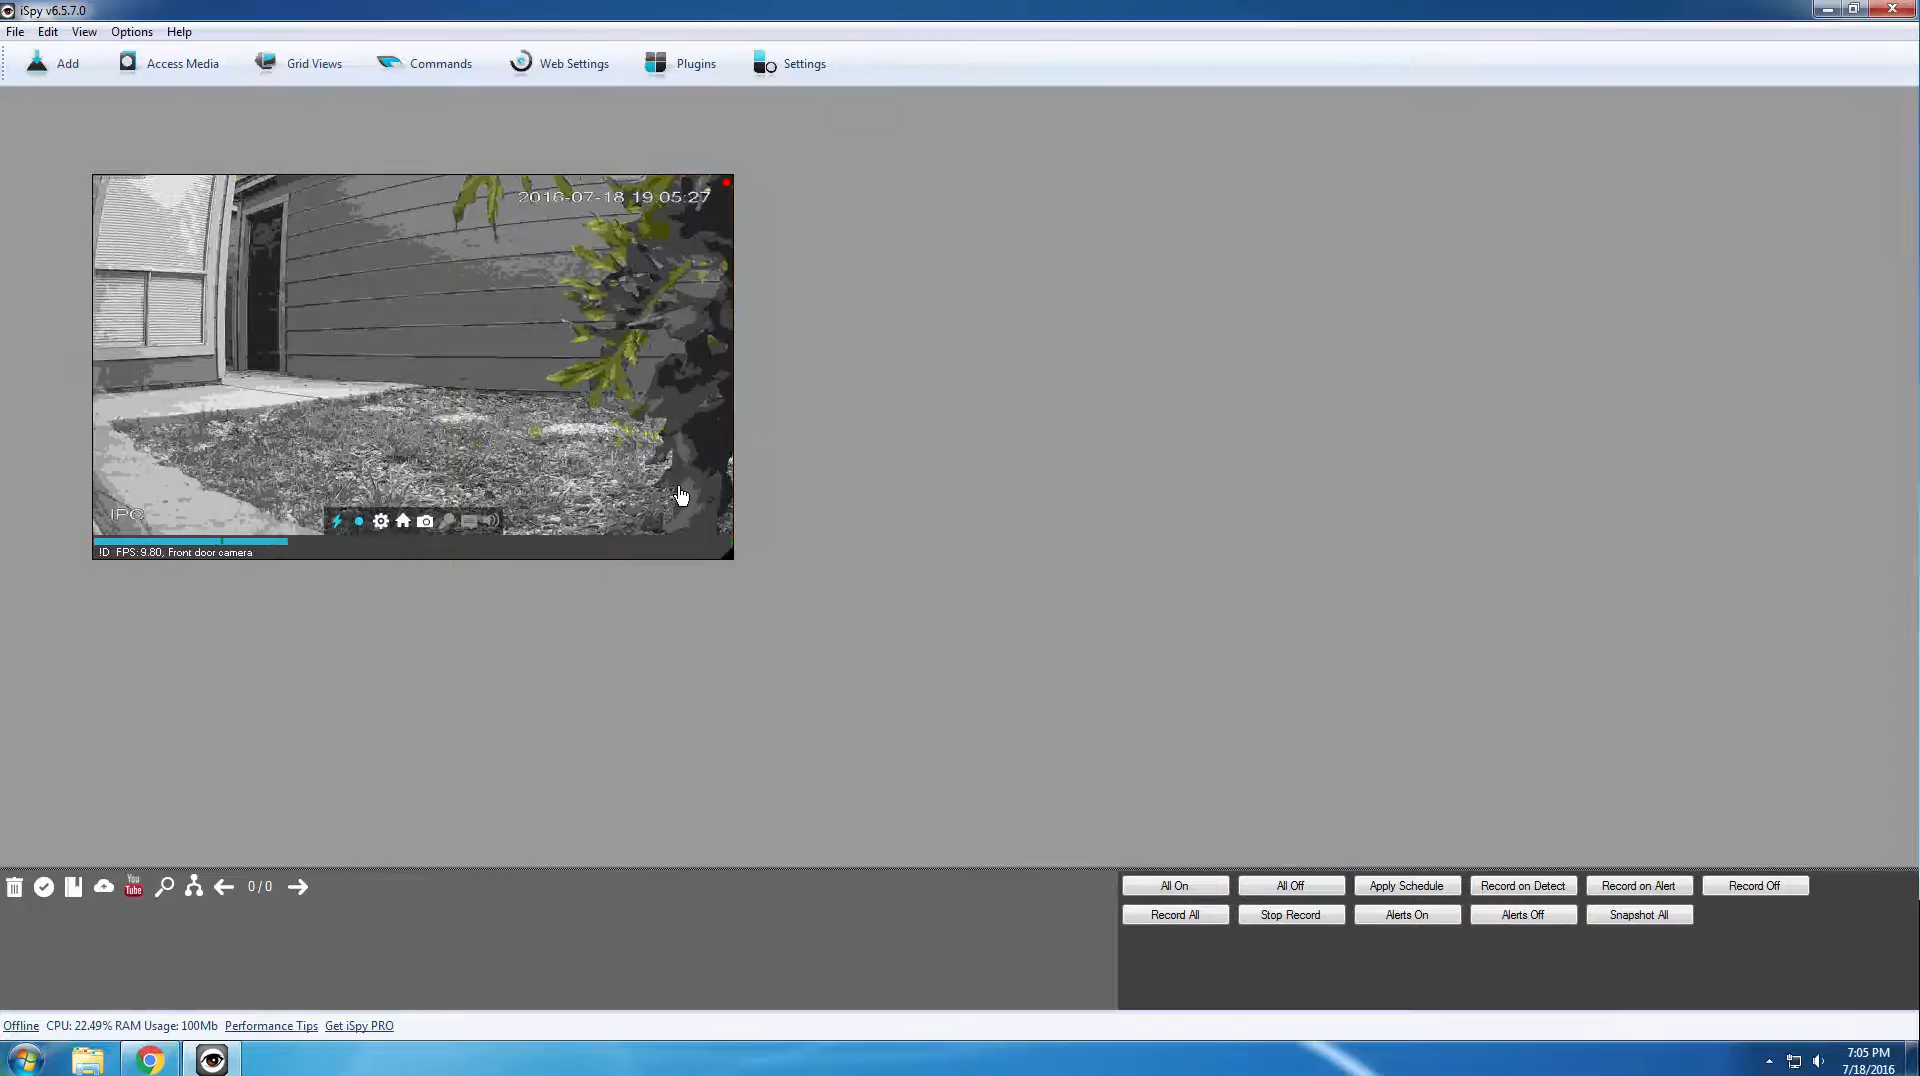 iSpy v6.5.7.0
File Edit View Options Help
Add Access Media Grid Views Commands Web Settings Plugins Settings
2016-07-18 19:05:27
IPC
!D FPS: 9.80, Front door camera
You
Tube
0 / 0
All On All Off Apply Schedule Record on Detect Record on Alert Record Off
Record All Stop Record Alerts On Alerts Off Snapshot All
Offline CPU: 22.49% RAM Usage: 100Mb Performance Tips Get iSpy PRO
7:05 PM
7/18/2016